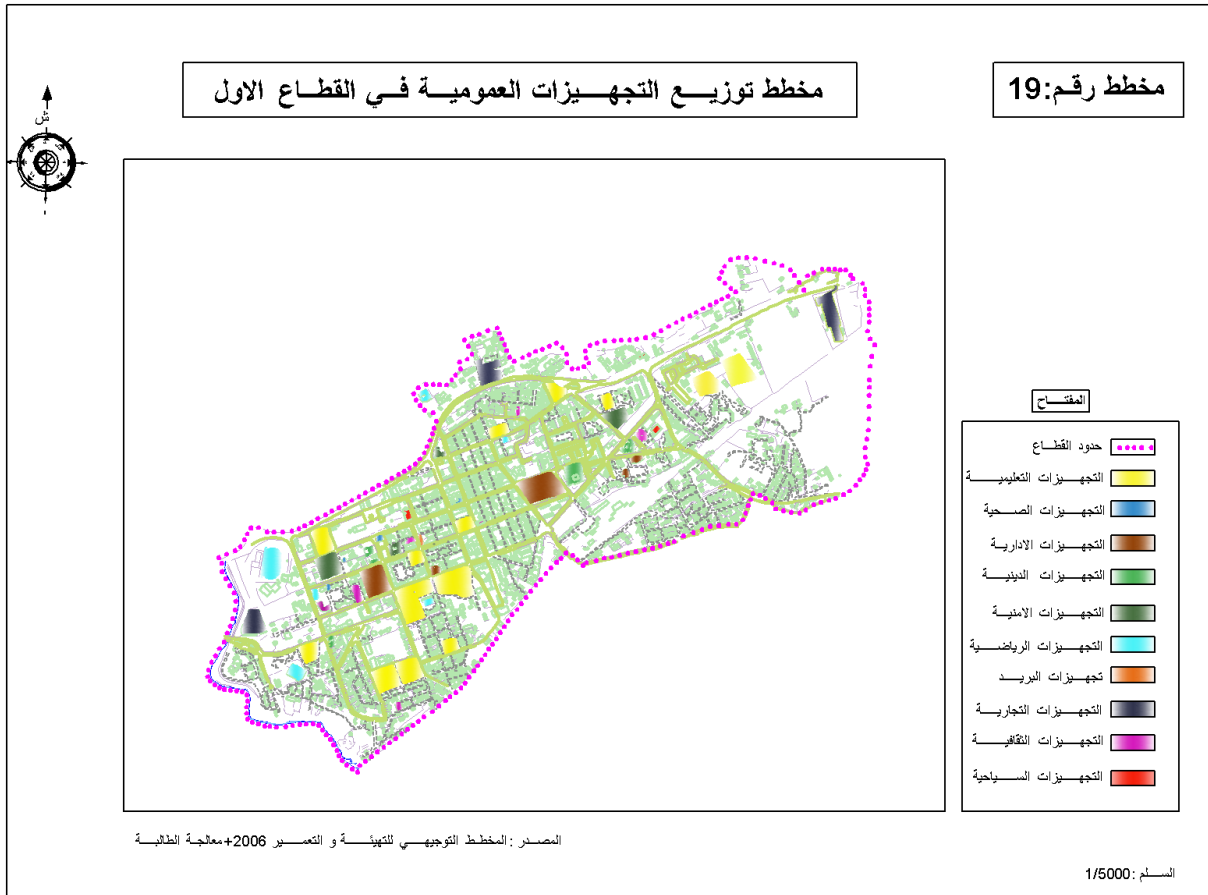 مخطط رقم:19
مخطط توزيع التجهيزات العمومية في القطاع الاول
ش
المفتاح
حدود القطاع
التجهيزات التعليمية
التجهيزات الصحية
التجهيزات الادارية
التجهيزات الدينية
التجهيزات الامنية
التجهيزات الرياضية
تجهيزات البريد
التجهيزات التجارية
التجهيزات الثقافية
التجهيزات السياحية
المصدر :المخطط التوجيهي للتهيئة و التعمير 2006+معالجة الطالبة
السلم :1/5000